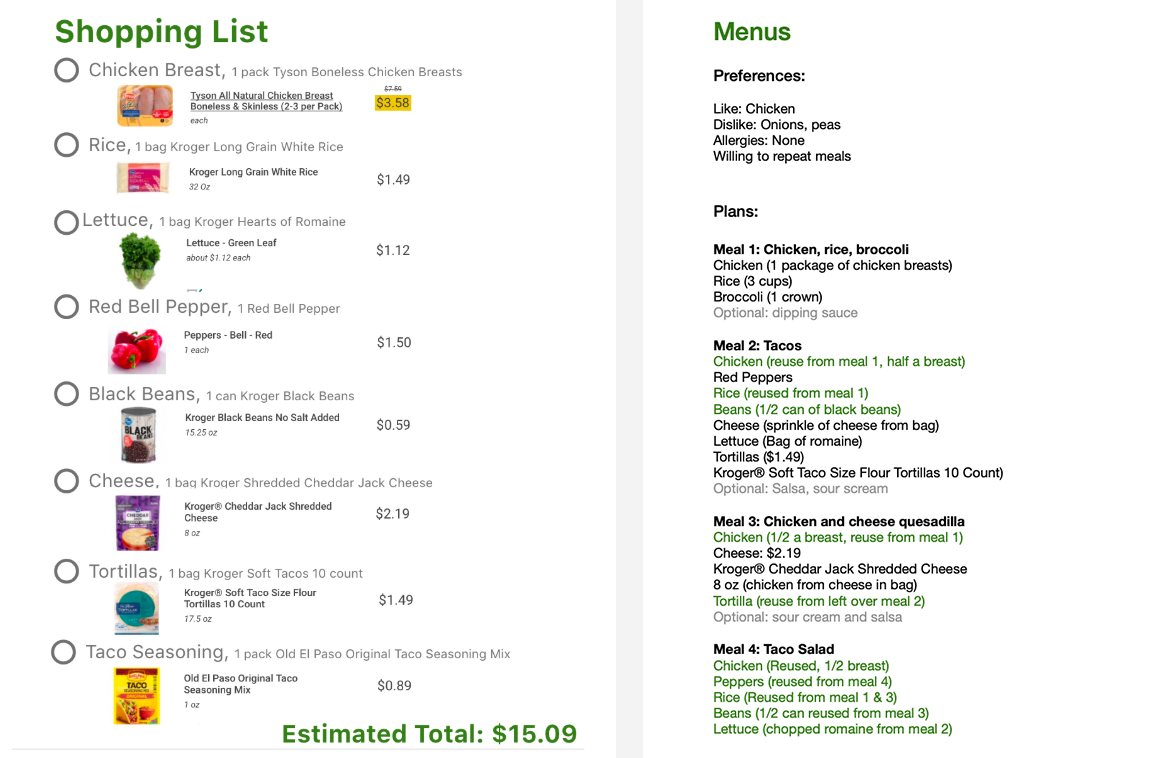 Shopping List
Chicken Breast, 1 pack Tyson Boneless Chicken Breasts
$7.59
Tyson All Natural Chicken Breast
Boneless & Skinless (2-3 per Pack)
$3.58
each
Rice, 1 bag Kroger Long Grain White Rice
Kroger Long Grain White Rice
32 Oz
$1.49
Lettuce, 1 bag Kroger Hearts of Romaine
Lettuce - Green Leaf
about $1.12 each
$1.12
Red Bell Pepper, 1 Red Bell Pepper
Peppers - Bell - Red
1 each
$1.50
Black Beans, 1 can Kroger Black Beans
Kroger Black Beans No Salt Added
15.25 oz
$0.59
BLACK
BEANS
Cheese, 1 bag Kroger Shredded Cheddar Jack Cheese
Kroger® Cheddar Jack Shredded
Cheese
8 oz
$2.19
Tortillas, 1 bag Kroger Soft Tacos 10 count
Kroger® Soft Taco Size Flour
Tortillas 10 Count
17.5 oz
$1.49
Taco Seasoning, 1 pack Old El Paso Original Taco Seasoning Mix
Old El Paso Original Taco
Seasoning Mix
1 oz
$0.89
TACO
Estimated Total: $15.09
Menus
Preferences:
Like: Chicken
Dislike: Onions, peas
Allergies: None
Willing to repeat meals
Plans:
Meal 1: Chicken, rice, broccoli
Chicken (1 package of chicken breasts)
Rice (3 cups)
Broccoli (1 crown)
Optional: dipping sauce
Meal 2: Tacos
Chicken (reuse from meal 1, half a breast)
Red Peppers
Rice (reused from meal 1)
Beans (1/2 can of black beans)
Cheese (sprinkle of cheese from bag)
Lettuce (Bag of romaine)
Tortillas ($1.49)
Kroger® Soft Taco Size Flour Tortillas 10 Count)
Optional: Salsa, sour scream
Meal 3: Chicken and cheese quesadilla
Chicken (1/2 a breast, reuse from meal 1)
Cheese: $2.19
Kroger® Cheddar Jack Shredded Cheese
8 oz (chicken from cheese in bag)
Tortilla (reuse from left over meal 2)
Optional: sour cream and salsa
Meal 4: Taco Salad
Chicken (Reused, 1/2 breast)
Peppers (reused from meal 4)
Rice (Reused from meal 1 & 3)
Beans (1/2 can reused from meal 3)
Lettuce (chopped romaine from meal 2)